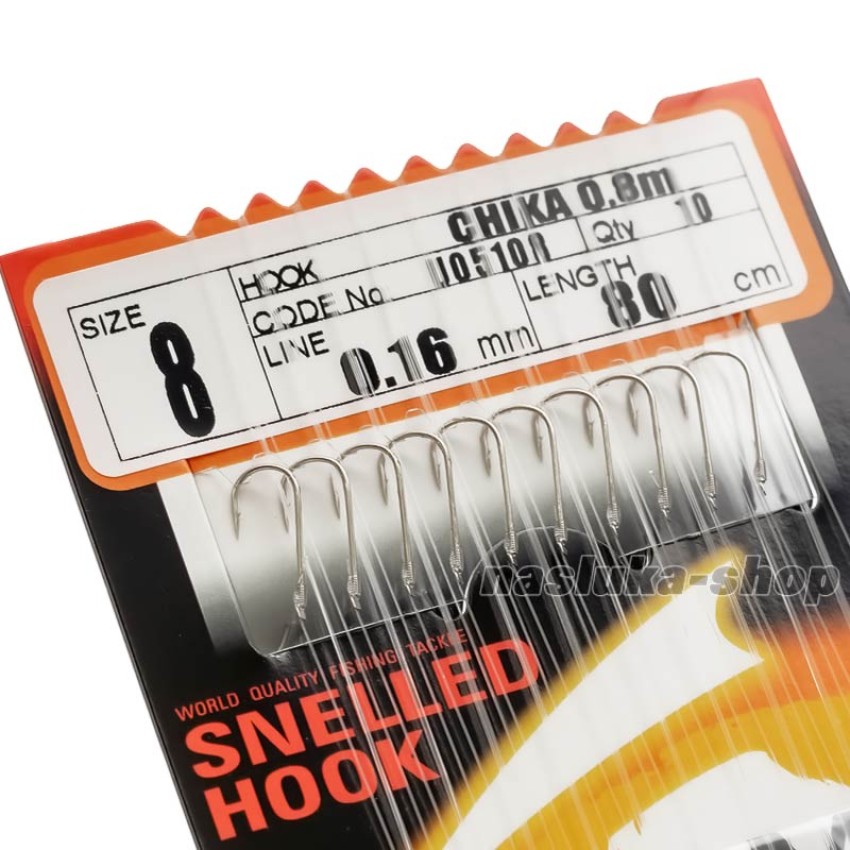 SIZE 8
HOOK CHIKA 0,8m
CODE No. Qty 10
LINE 0.16 mm LENGTH 80 cm
nasluka-shop
WORLD QUALITY FISHING TACKLE
SNELLED
HOOK